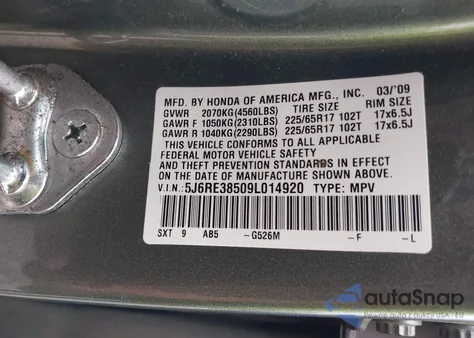 MFD. BY HONDA OF AMERICA MFG., INC. 03/'09
GVWR 2070KG(4560LBS) TIRE SIZE RIM SIZE
GAWR F 1050KG(2310LBS) 225/65R17 102T 17x6.5J
GAWR R 1040KG(2290LBS) 225/65R17 102T 17x6.5J
THIS VEHICLE CONFORMS TO ALL APPLICABLE
FEDERAL MOTOR VEHICLE SAFETY
AND THEFT PREVENTION STANDARDS IN EFFECT
ON THE DATE OF MANUFACTURE SHOWN ABOVE.
V.I.N.: 5J6RE38509L014920 TYPE: MPV
SXT 9 AB5 -G526M -F -L
autoSnap